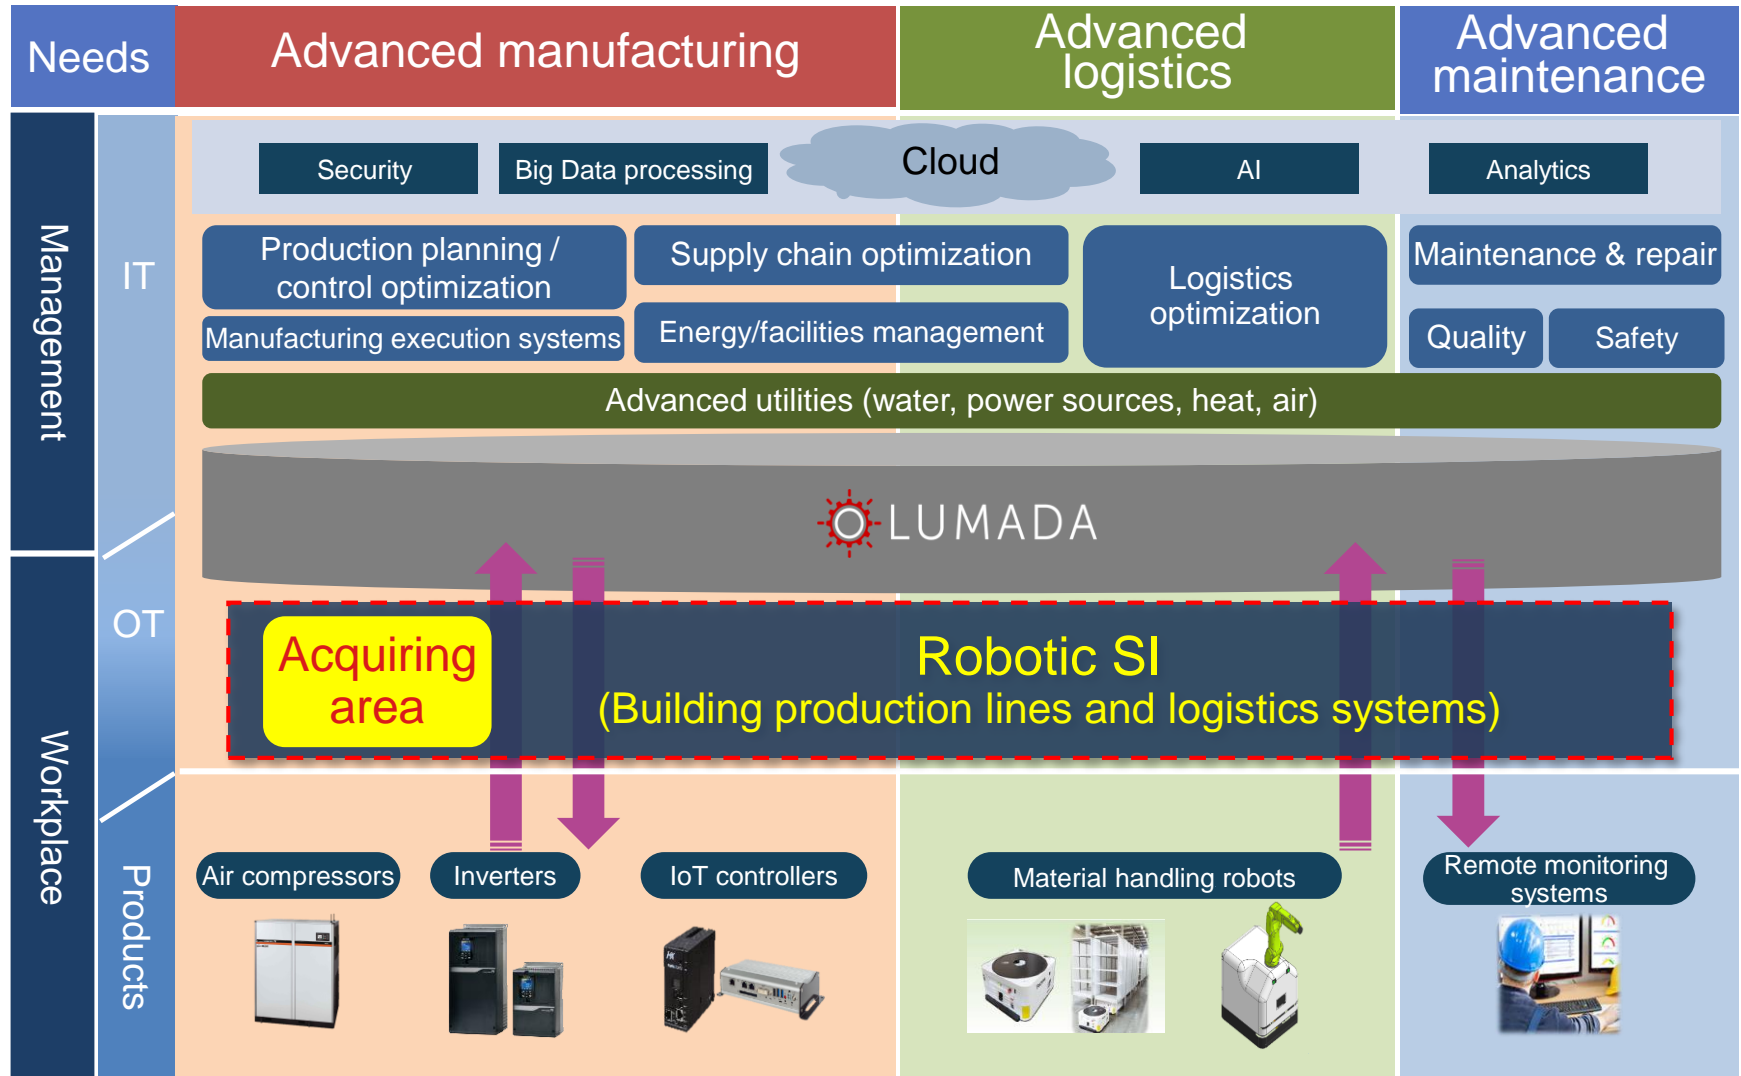 Needs
Advanced manufacturing
Advanced
logistics
Advanced
maintenance
Management
IT
Security
Big Data processing
Cloud
AI
Analytics
Production planning /
control optimization
Supply chain optimization
Logistics
optimization
Maintenance & repair
Manufacturing execution systems
Energy/facilities management
Quality
Safety
Advanced utilities (water, power sources, heat, air)
LUMADA
Workplace
OT
Acquiring
area
Robotic SI
(Building production lines and logistics systems)
Products
Air compressors
Inverters
IoT controllers
Material handling robots
Remote monitoring
systems